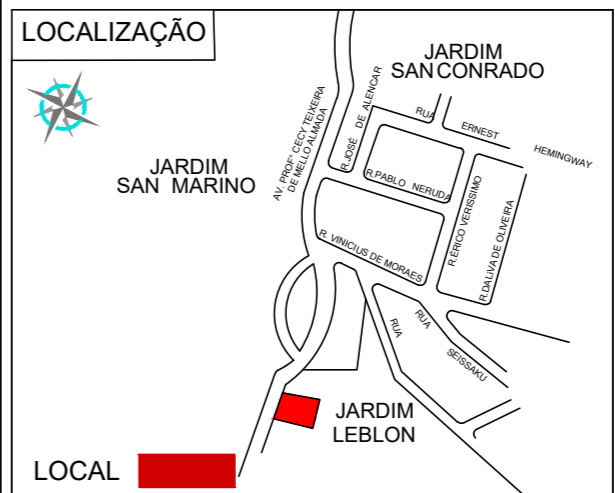 LOCALIZAÇÃO
JARDIM
SAN CONRADO
JARDIM
SAN MARINO
AV. PROFª CECY TEIXEIRA
DE MELLO ALMADA
R.JOSÉ DE ALENCAR
RUA ERNEST HEMINGWAY
R.PABLO NERUDA
R. VINICIUS DE MORAES
R.ÉRICO VERISSIMO
R.DALIVA DE OLIVEIRA
RUA
RUA SEISSAKU
JARDIM
LEBLON
LOCAL